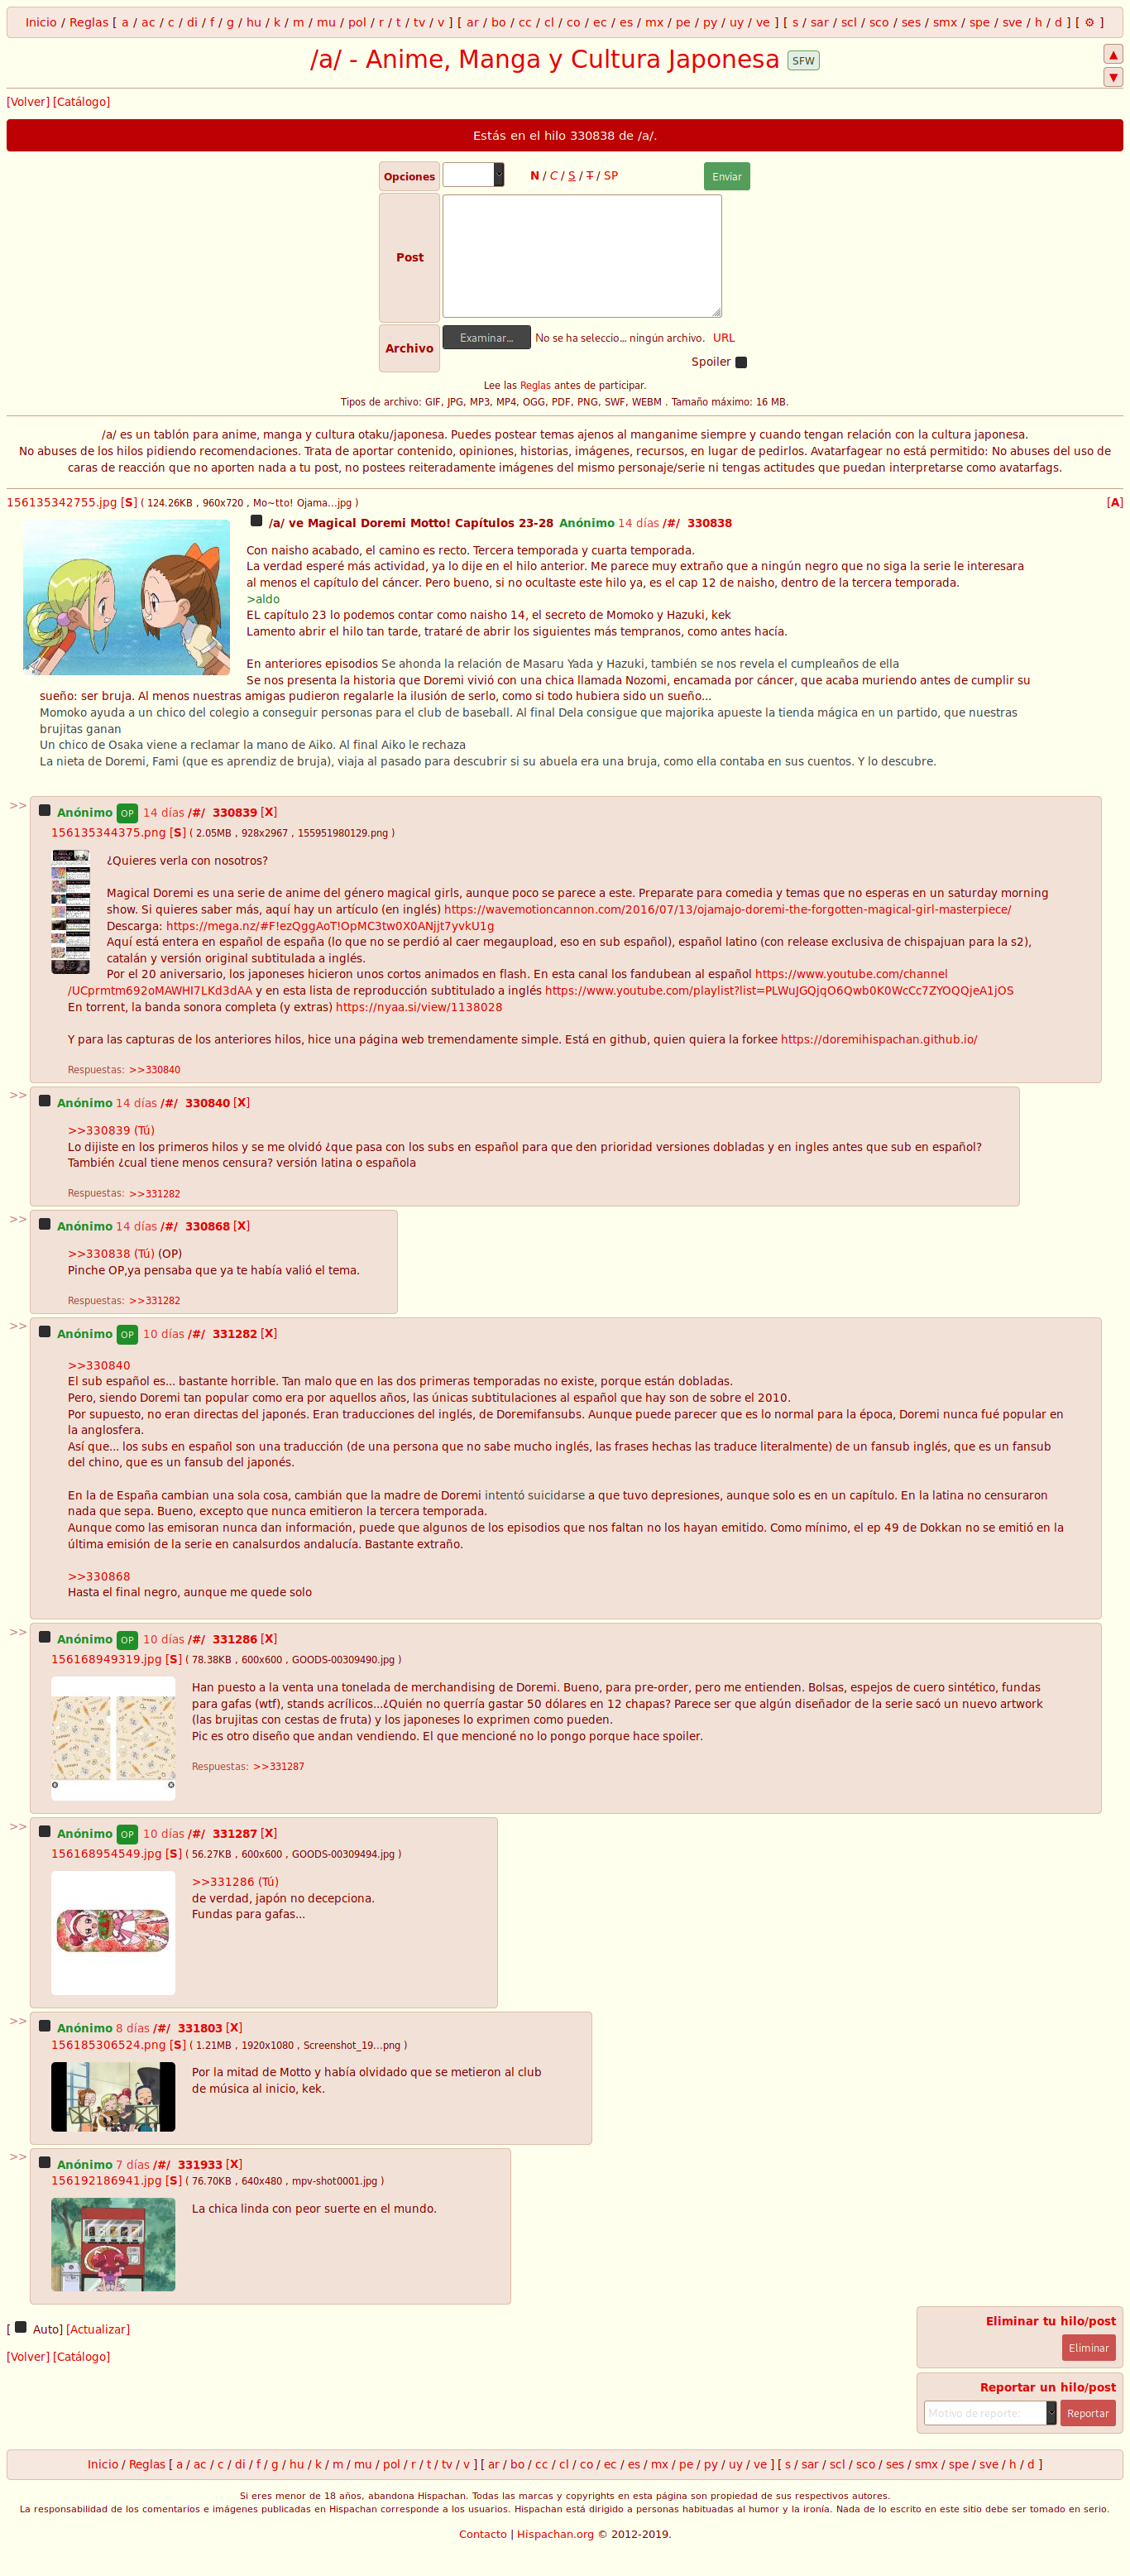 Inicio / Reglas [ a / ac / c / di / f / g / hu / k / m / mu / pol / r / t / tv / v ] [ ar / bo / cc / cl / co / ec / es / mx / pe / py / uy / ve ] [ s / sar / scl / sco / ses / smx / spe / sve / h / d ] [ ⚙ ]
/a/ - Anime, Manga y Cultura Japonesa SFW
▲
▼
[Volver] [Catálogo]
Estás en el hilo 330838 de /a/.
Opciones N / C / S / T / SP Enviar
Post
Archivo Examinar... No se ha seleccio... ningún archivo. URL
Spoiler
Lee las Reglas antes de participar.
Tipos de archivo: GIF, JPG, MP3, MP4, OGG, PDF, PNG, SWF, WEBM . Tamaño máximo: 16 MB.
/a/ es un tablón para anime, manga y cultura otaku/japonesa. Puedes postear temas ajenos al manganime siempre y cuando tengan relación con la cultura japonesa.
No abuses de los hilos pidiendo recomendaciones. Trata de aportar contenido, opiniones, historias, imágenes, recursos, en lugar de pedirlos. Avatarfagear no está permitido: No abuses del uso de
caras de reacción que no aporten nada a tu post, no postees reiteradamente imágenes del mismo personaje/serie ni tengas actitudes que puedan interpretarse como avatarfags.
156135342755.jpg [S] ( 124.26KB , 960x720 , Mo~tto! Ojama...jpg ) [A]
/a/ ve Magical Doremi Motto! Capítulos 23-28 Anónimo 14 días /#/ 330838
Con naisho acabado, el camino es recto. Tercera temporada y cuarta temporada.
La verdad esperé más actividad, ya lo dije en el hilo anterior. Me parece muy extraño que a ningún negro que no siga la serie le interesara
al menos el capítulo del cáncer. Pero bueno, si no ocultaste este hilo ya, es el cap 12 de naisho, dentro de la tercera temporada.
>aldo
EL capítulo 23 lo podemos contar como naisho 14, el secreto de Momoko y Hazuki, kek
Lamento abrir el hilo tan tarde, trataré de abrir los siguientes más tempranos, como antes hacía.
En anteriores episodios Se ahonda la relación de Masaru Yada y Hazuki, también se nos revela el cumpleaños de ella
Se nos presenta la historia que Doremi vivió con una chica llamada Nozomi, encamada por cáncer, que acaba muriendo antes de cumplir su
sueño: ser bruja. Al menos nuestras amigas pudieron regalarle la ilusión de serlo, como si todo hubiera sido un sueño...
Momoko ayuda a un chico del colegio a conseguir personas para el club de baseball. Al final Dela consigue que majorika apueste la tienda mágica en un partido, que nuestras
brujitas ganan
Un chico de Osaka viene a reclamar la mano de Aiko. Al final Aiko le rechaza
La nieta de Doremi, Fami (que es aprendiz de bruja), viaja al pasado para descubrir si su abuela era una bruja, como ella contaba en sus cuentos. Y lo descubre.
>> Anónimo OP 14 días /#/ 330839 [X]
156135344375.png [S] ( 2.05MB , 928x2967 , 155951980129.png )
¿Quieres verla con nosotros?
Magical Doremi es una serie de anime del género magical girls, aunque poco se parece a este. Preparate para comedia y temas que no esperas en un saturday morning
show. Si quieres saber más, aquí hay un artículo (en inglés) https://wavemotioncannon.com/2016/07/13/ojamajo-doremi-the-forgotten-magical-girl-masterpiece/
Descarga: https://mega.nz/#F!ezQggAoT!OpMC3tw0X0ANjjt7yvkU1g
Aquí está entera en español de españa (lo que no se perdió al caer megaupload, eso en sub español), español latino (con release exclusiva de chispajuan para la s2),
catalán y versión original subtitulada a inglés.
Por el 20 aniversario, los japoneses hicieron unos cortos animados en flash. En esta canal los fandubean al español https://www.youtube.com/channel
/UCprmtm692oMAWHI7LKd3dAA y en esta lista de reproducción subtitulado a inglés https://www.youtube.com/playlist?list=PLWuJGQjqO6Qwb0K0WcCc7ZYOQQjeA1jOS
En torrent, la banda sonora completa (y extras) https://nyaa.si/view/1138028
Y para las capturas de los anteriores hilos, hice una página web tremendamente simple. Está en github, quien quiera la forkee https://doremihispachan.github.io/
Respuestas: >>330840
>> Anónimo 14 días /#/ 330840 [X]
>>330839 (Tú)
Lo dijiste en los primeros hilos y se me olvidó ¿que pasa con los subs en español para que den prioridad versiones dobladas y en ingles antes que sub en español?
También ¿cual tiene menos censura? versión latina o española
Respuestas: >>331282
>> Anónimo 14 días /#/ 330868 [X]
>>330838 (Tú) (OP)
Pinche OP,ya pensaba que ya te había valió el tema.
Respuestas: >>331282
>> Anónimo OP 10 días /#/ 331282 [X]
>>330840
El sub español es... bastante horrible. Tan malo que en las dos primeras temporadas no existe, porque están dobladas.
Pero, siendo Doremi tan popular como era por aquellos años, las únicas subtitulaciones al español que hay son de sobre el 2010.
Por supuesto, no eran directas del japonés. Eran traducciones del inglés, de Doremifansubs. Aunque puede parecer que es lo normal para la época, Doremi nunca fué popular en
la anglosfera.
Así que... los subs en español son una traducción (de una persona que no sabe mucho inglés, las frases hechas las traduce literalmente) de un fansub inglés, que es un fansub
del chino, que es un fansub del japonés.
En la de España cambian una sola cosa, cambián que la madre de Doremi intentó suicidarse a que tuvo depresiones, aunque solo es en un capítulo. En la latina no censuraron
nada que sepa. Bueno, excepto que nunca emitieron la tercera temporada.
Aunque como las emisoran nunca dan información, puede que algunos de los episodios que nos faltan no los hayan emitido. Como mínimo, el ep 49 de Dokkan no se emitió en la
última emisión de la serie en canalsurdos andalucía. Bastante extraño.
>>330868
Hasta el final negro, aunque me quede solo
>> Anónimo OP 10 días /#/ 331286 [X]
156168949319.jpg [S] ( 78.38KB , 600x600 , GOODS-00309490.jpg )
Han puesto a la venta una tonelada de merchandising de Doremi. Bueno, para pre-order, pero me entienden. Bolsas, espejos de cuero sintético, fundas
para gafas (wtf), stands acrílicos...¿Quién no querría gastar 50 dólares en 12 chapas? Parece ser que algún diseñador de la serie sacó un nuevo artwork
(las brujitas con cestas de fruta) y los japoneses lo exprimen como pueden.
Pic es otro diseño que andan vendiendo. El que mencioné no lo pongo porque hace spoiler.
Respuestas: >>331287
>> Anónimo OP 10 días /#/ 331287 [X]
156168954549.jpg [S] ( 56.27KB , 600x600 , GOODS-00309494.jpg )
>>331286 (Tú)
de verdad, japón no decepciona.
Fundas para gafas...
>> Anónimo 8 días /#/ 331803 [X]
156185306524.png [S] ( 1.21MB , 1920x1080 , Screenshot_19...png )
Por la mitad de Motto y había olvidado que se metieron al club
de música al inicio, kek.
>> Anónimo 7 días /#/ 331933 [X]
156192186941.jpg [S] ( 76.70KB , 640x480 , mpv-shot0001.jpg )
La chica linda con peor suerte en el mundo.
[ Auto] [Actualizar]
[Volver] [Catálogo]
Eliminar tu hilo/post
Eliminar
Reportar un hilo/post
Motivo de reporte: Reportar
Inicio / Reglas [ a / ac / c / di / f / g / hu / k / m / mu / pol / r / t / tv / v ] [ ar / bo / cc / cl / co / ec / es / mx / pe / py / uy / ve ] [ s / sar / scl / sco / ses / smx / spe / sve / h / d ]
Si eres menor de 18 años, abandona Hispachan. Todas las marcas y copyrights en esta página son propiedad de sus respectivos autores.
La responsabilidad de los comentarios e imágenes publicadas en Hispachan corresponde a los usuarios. Hispachan está dirigido a personas habituadas al humor y la ironía. Nada de lo escrito en este sitio debe ser tomado en serio.
Contacto | Hispachan.org © 2012-2019.